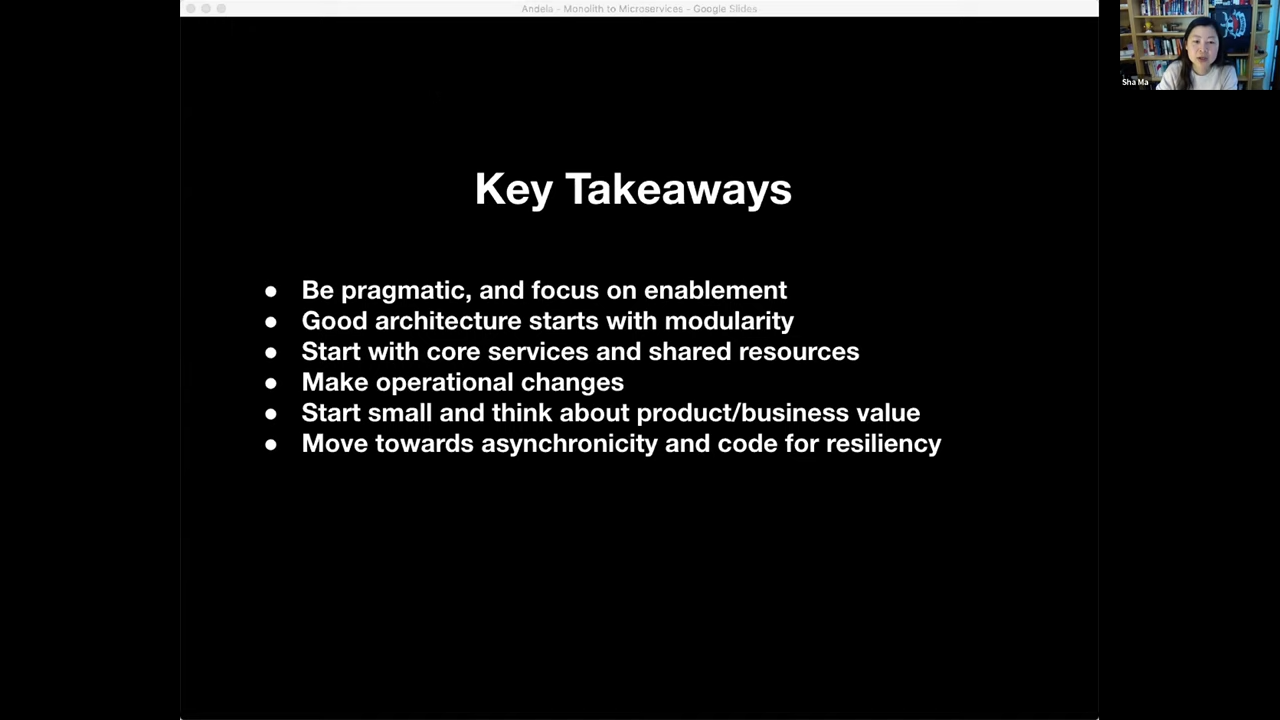 Andela - Monolith to Microservices - Google Slides
Sha Ma
Key Takeaways
● Be pragmatic, and focus on enablement
● Good architecture starts with modularity
● Start with core services and shared resources
● Make operational changes
● Start small and think about product/business value
● Move towards asynchronicity and code for resiliency